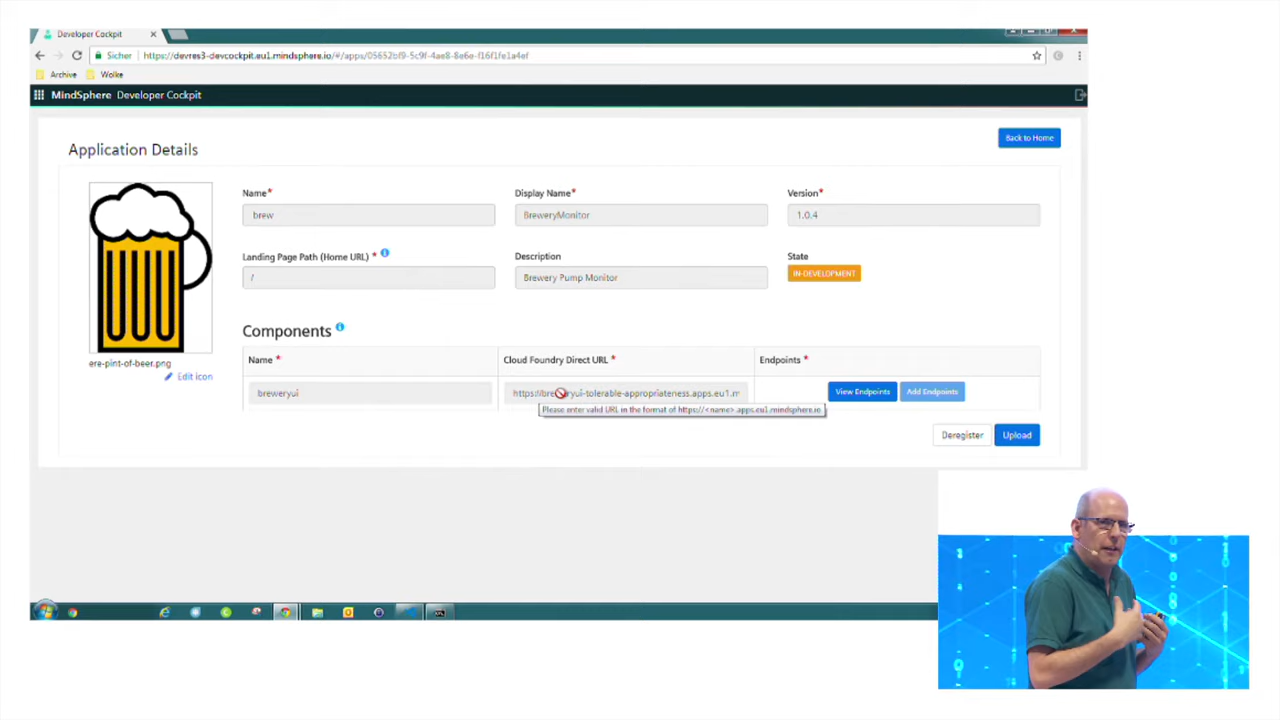 Developer Cockpit
Sicher https://devres3-devcockpit.eu1.mindsphere.io/#/apps/05652bf9-5c9f-4ae8-8e6e-f16f1fe1a4ef
Archive Wolke
MindSphere Developer Cockpit
Back to Home
Application Details
Name* Display Name* Version*
brew BreweryMonitor 1.0.4
Landing Page Path (Home URL) * Description State
/ Brewery Pump Monitor IN-DEVELOPMENT
Components
ere-pint-of-beer.png
Name * Cloud Foundry Direct URL * Endpoints *
Edit icon
breweryui https://breweryui-tolerable-appropriateness.apps.eu1.m View Endpoints Add Endpoints
Please enter valid URL in the format of https://<name>.apps.eu1.mindsphere.io
Deregister Upload